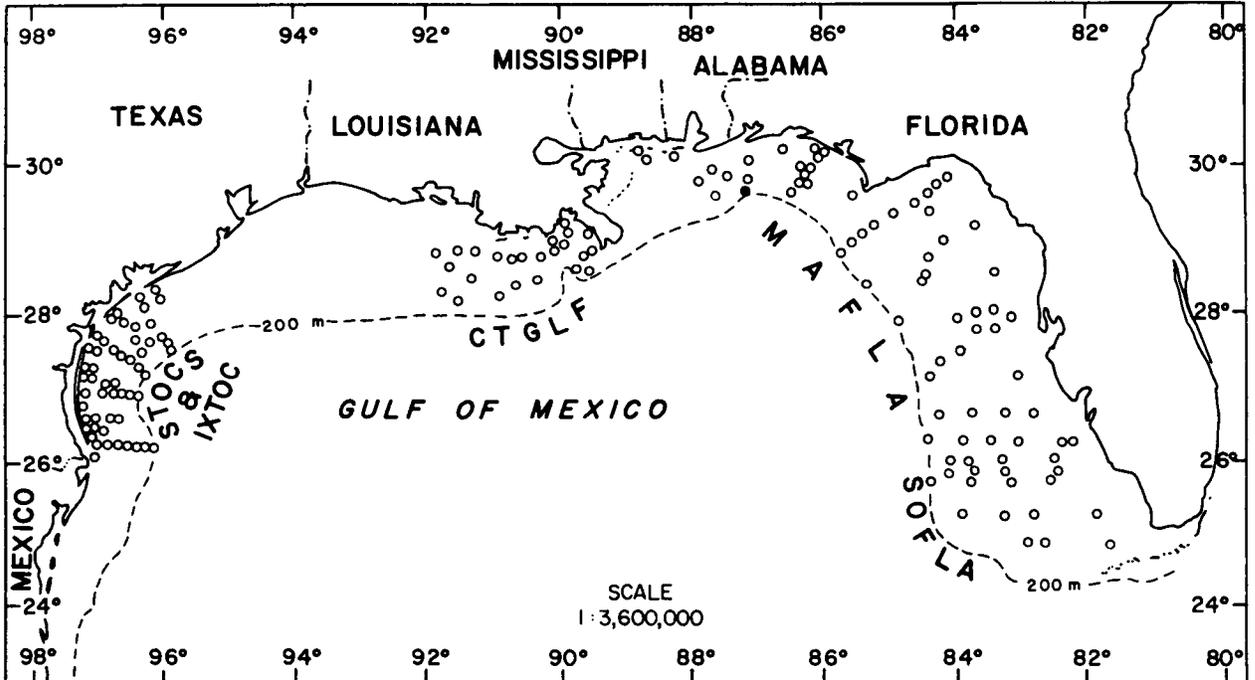 98° 96° 94° 92° 90° 88° 86° 84° 82° 80°
MISSISSIPPI ALABAMA
TEXAS LOUISIANA FLORIDA
30° 30°
MAFLA
28° 28°
200 m
CTGLF
STOCS
&
IXTOC
GULF OF MEXICO
26° 26°
SOFLA
MEXICO
200 m
SCALE
1:3,600,000
24° 24°
98° 96° 94° 92° 90° 88° 86° 84° 82° 80°